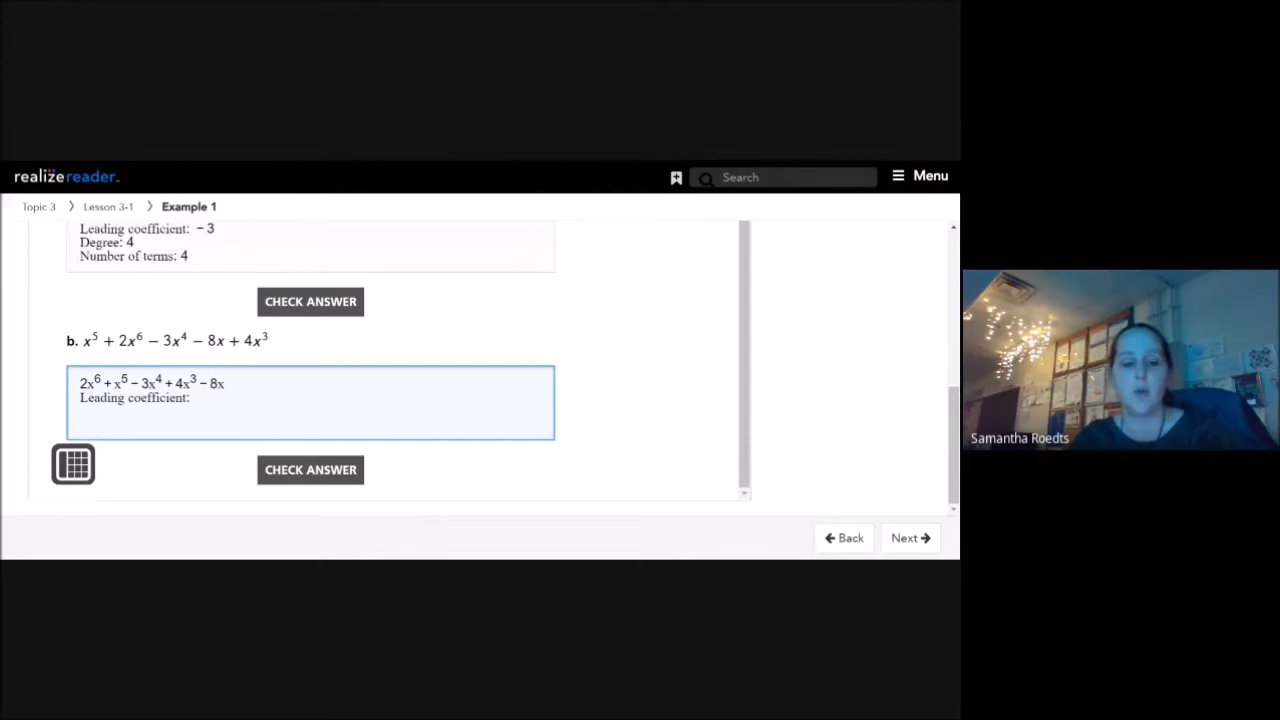 realizereader.
Search
Menu
Topic 3 Lesson 3-1 Example 1
Leading coefficient: − 3
Degree: 4
Number of terms: 4
CHECK ANSWER
b. x⁵ + 2x⁶ − 3x⁴ − 8x + 4x³
2x⁶ + x⁵ − 3x⁴ + 4x³ − 8x
Leading coefficient:
CHECK ANSWER
Back
Next
Samantha Roedts